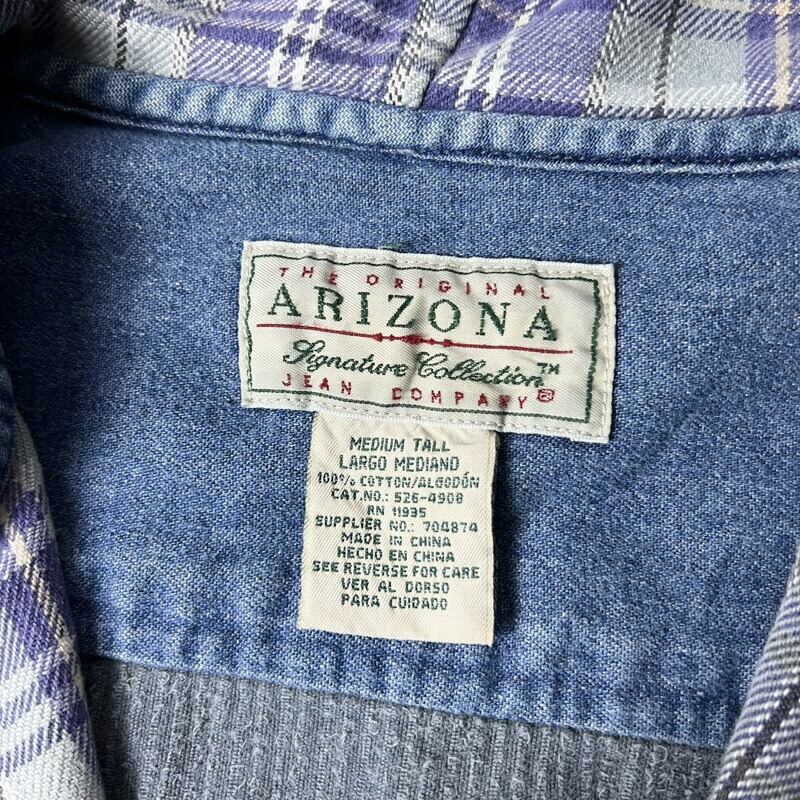 THE ORIGINAL
ARIZONA
Signature Collection™
JEAN COMPANY®
MEDIUM TALL
LARGO MEDIANO
100% COTTON/ALGODÓN
CAT.NO.: 526-4908
RN 11935
SUPPLIER NO.: 704874
MADE IN CHINA
HECHO EN CHINA
SEE REVERSE FOR CARE
VER AL DORSO
PARA CUIDADO